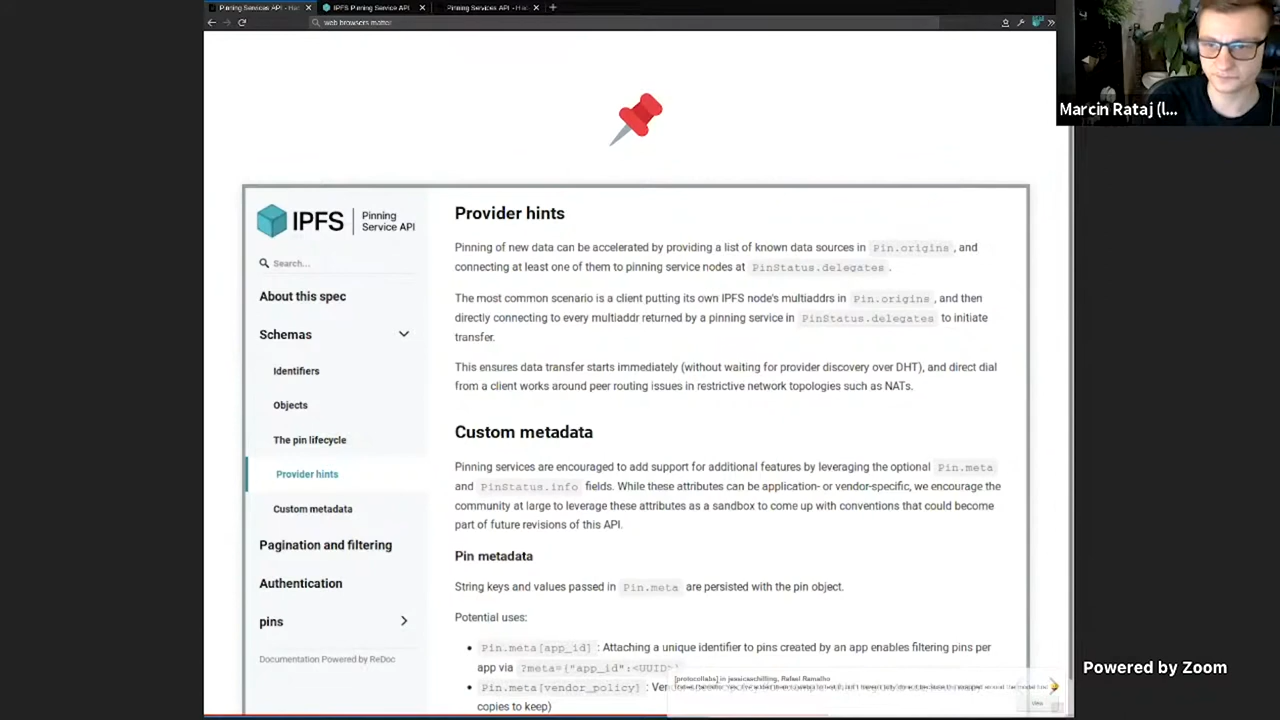 Pinning Services API - Hac
IPFS Pinning Service API
Pinning Services API - Hac
web browsers matter
Marcin Rataj (l...
IPFS
Pinning
Service API
Search...
About this spec
Schemas
Identifiers
Objects
The pin lifecycle
Provider hints
Custom metadata
Pagination and filtering
Authentication
pins
Documentation Powered by ReDoc
Provider hints
Pinning of new data can be accelerated by providing a list of known data sources in Pin.origins, and
connecting at least one of them to pinning service nodes at PinStatus.delegates.
The most common scenario is a client putting its own IPFS node's multiaddrs in Pin.origins, and then
directly connecting to every multiaddr returned by a pinning service in PinStatus.delegates to initiate
transfer.
This ensures data transfer starts immediately (without waiting for provider discovery over DHT), and direct dial
from a client works around peer routing issues in restrictive network topologies such as NATs.
Custom metadata
Pinning services are encouraged to add support for additional features by leveraging the optional Pin.meta
and PinStatus.info fields. While these attributes can be application- or vendor-specific, we encourage the
community at large to leverage these attributes as a sandbox to come up with conventions that could become
part of future revisions of this API.
Pin metadata
String keys and values passed in Pin.meta are persisted with the pin object.
Potential uses:
Pin.meta[app_id]: Attaching a unique identifier to pins created by an app enables filtering pins per
app via ?meta={"app_id":<UUID>
Pin.meta[vendor_policy]: Ve
copies to keep)
[protocollabs] in jessicaschilling, Rafael Ramalho
Powered by Zoom